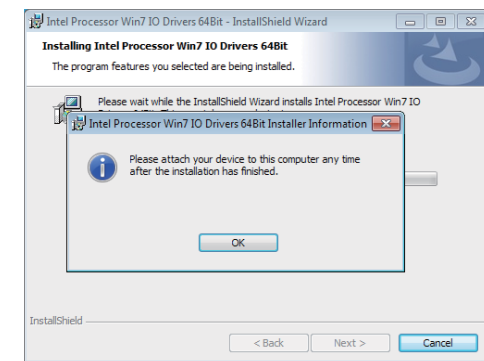 Intel Processor Win7 IO Drivers 64Bit - InstallShield Wizard
Installing Intel Processor Win7 IO Drivers 64Bit
The program features you selected are being installed.
Please wait while the InstallShield Wizard installs Intel Processor Win7 IO
Intel Processor Win7 IO Drivers 64Bit Installer Information
Please attach your device to this computer any time
after the installation has finished.
OK
InstallShield
< Back
Next >
Cancel